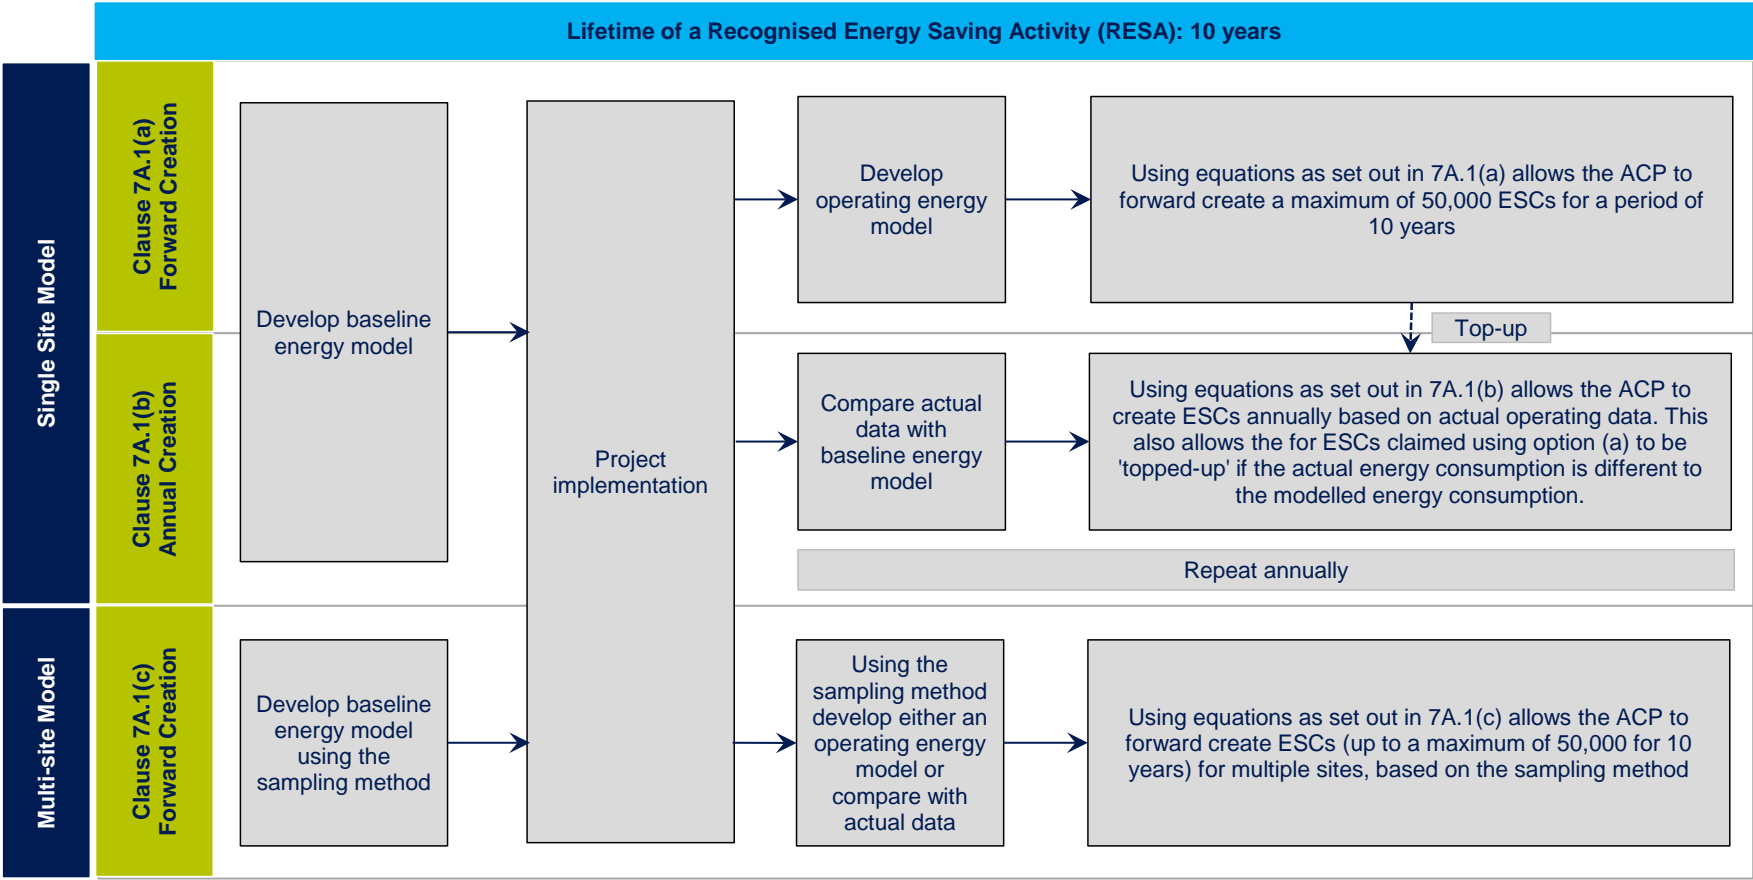 Lifetime of a Recognised Energy Saving Activity (RESA): 10 years
Single Site Model
Clause 7A.1(a)
Forward Creation
Develop baseline
energy model
Project
implementation
Develop
operating energy
model
Using equations as set out in 7A.1(a) allows the ACP to
forward create a maximum of 50,000 ESCs for a period of
10 years
Top-up
Clause 7A.1(b)
Annual Creation
Compare actual
data with
baseline energy
model
Using equations as set out in 7A.1(b) allows the ACP to
create ESCs annually based on actual operating data. This
also allows the for ESCs claimed using option (a) to be
'topped-up' if the actual energy consumption is different to
the modelled energy consumption.
Repeat annually
Multi-site Model
Clause 7A.1(c)
Forward Creation
Develop baseline
energy model
using the
sampling method
Using the
sampling method
develop either an
operating energy
model or
compare with
actual data
Using equations as set out in 7A.1(c) allows the ACP to
forward create ESCs (up to a maximum of 50,000 for 10
years) for multiple sites, based on the sampling method